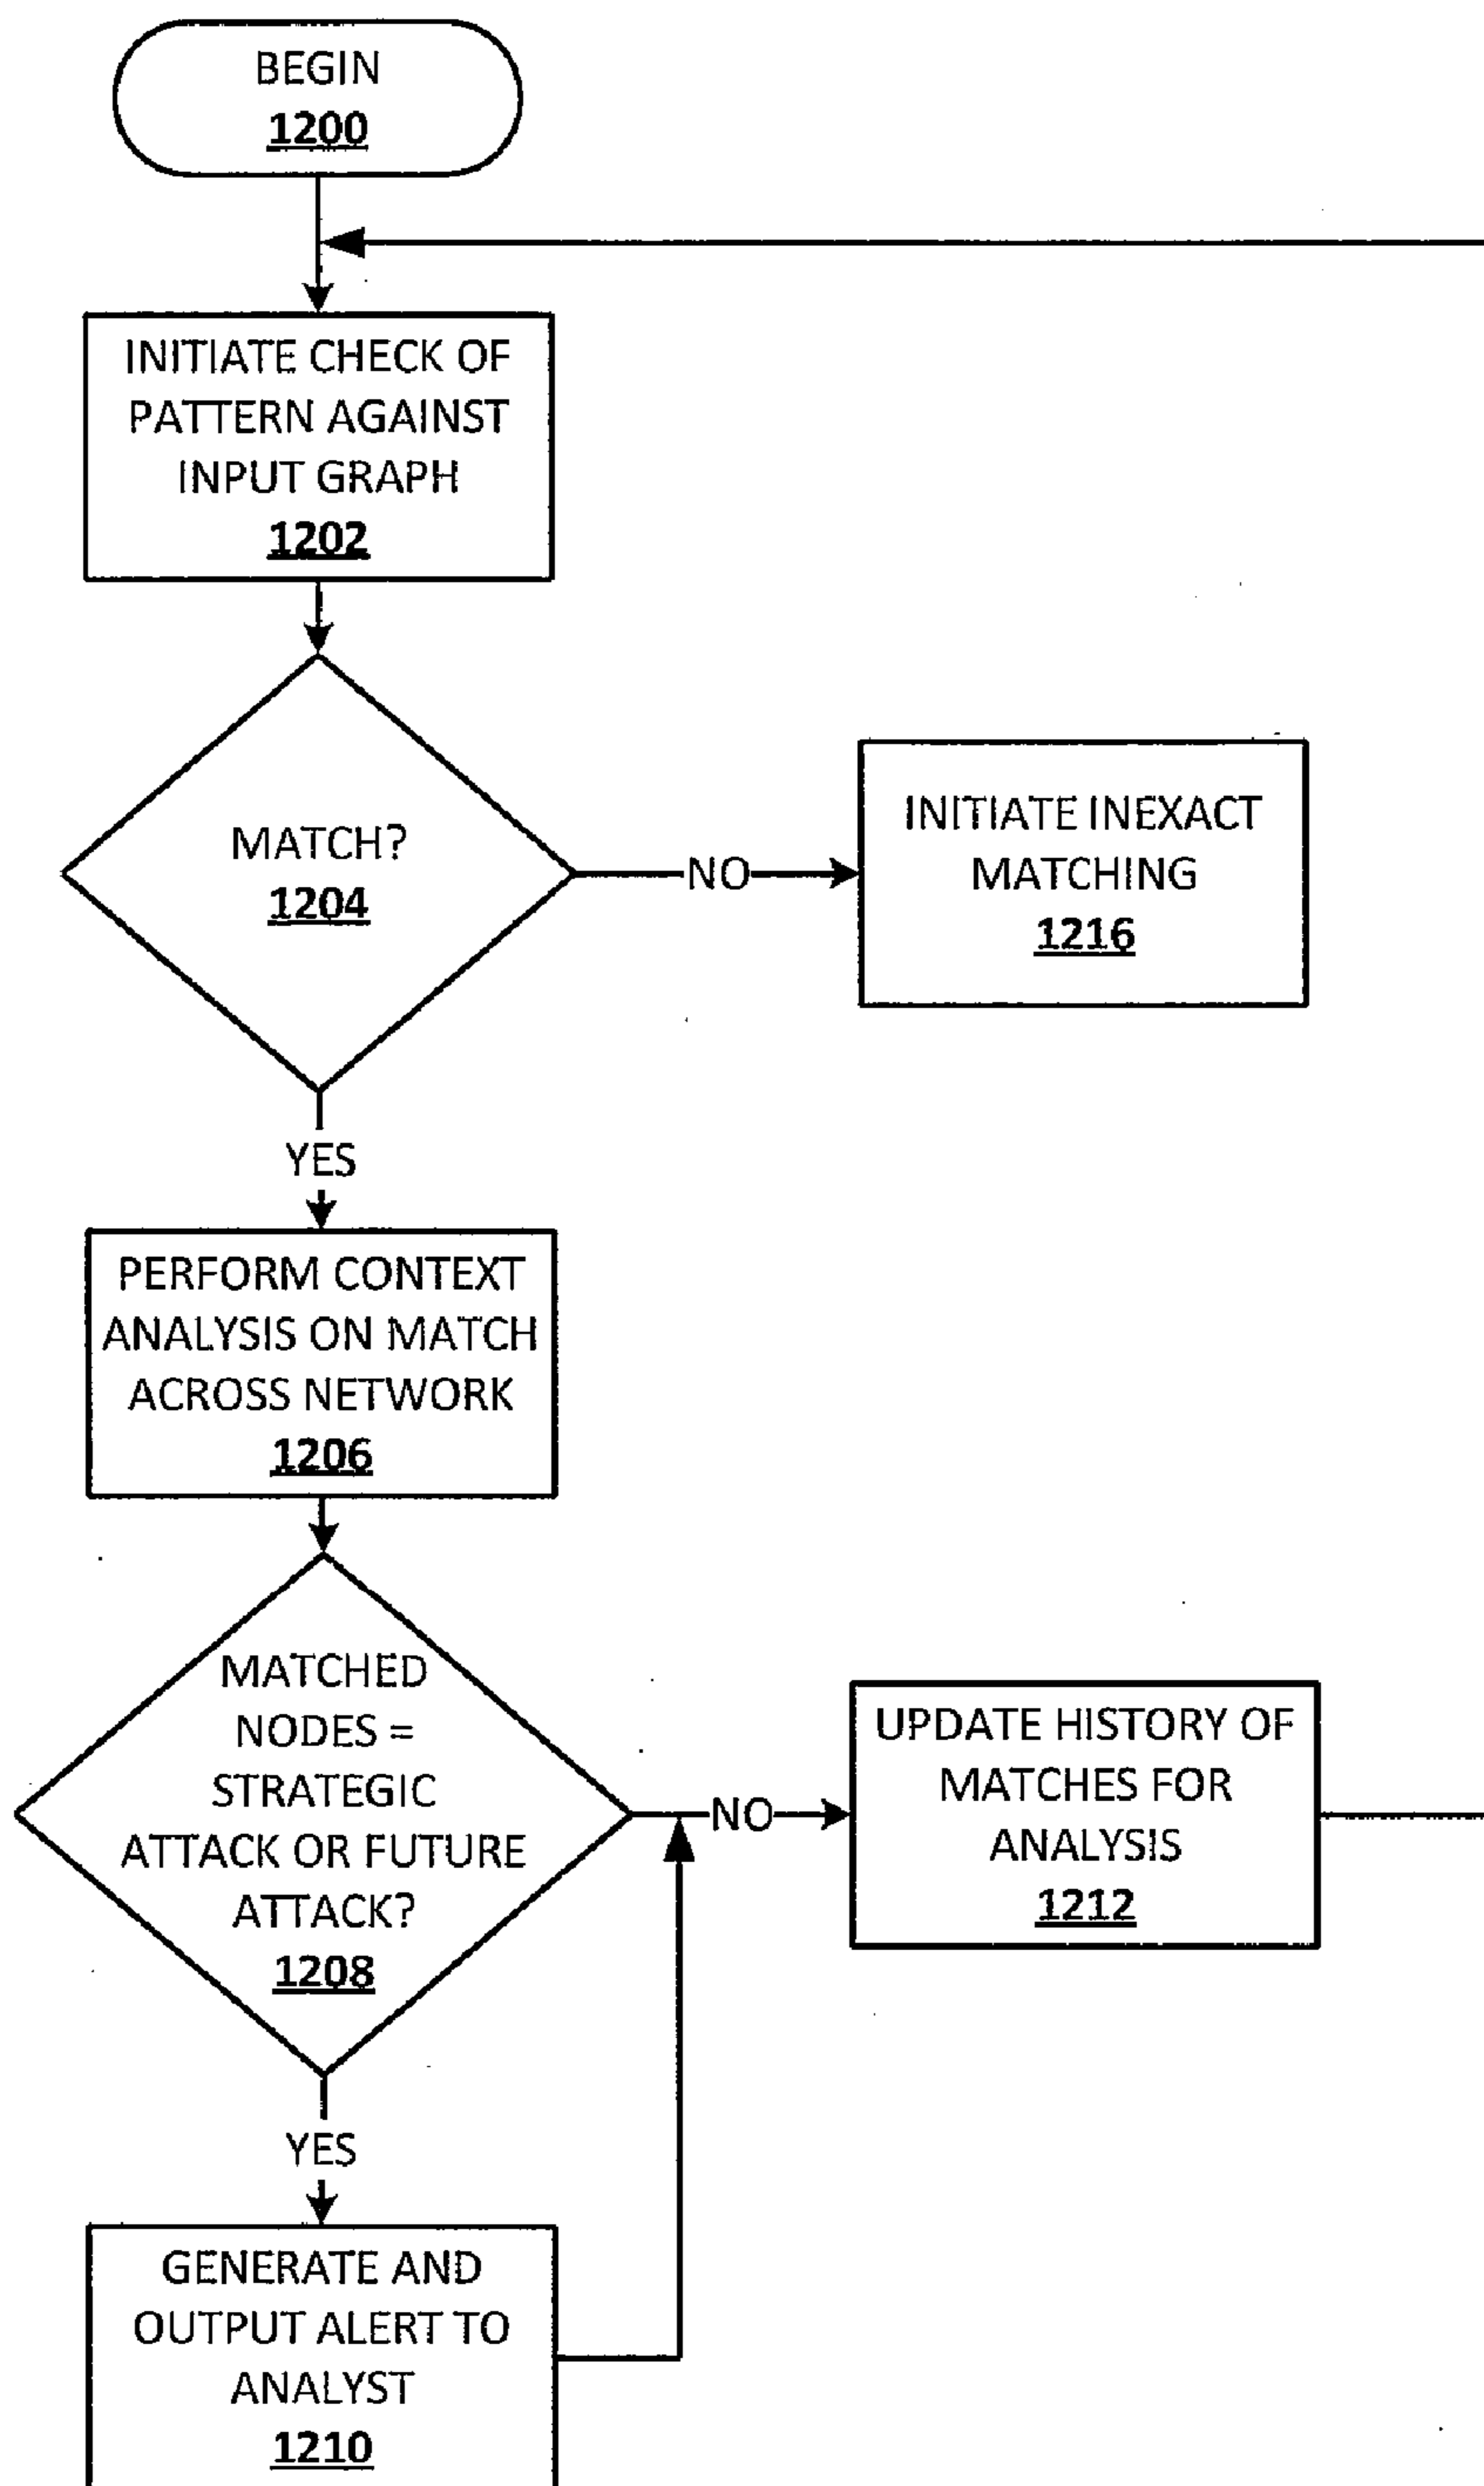 BEGIN
1200
INITIATE CHECK OF
PATTERN AGAINST
INPUT GRAPH
1202
MATCH?
1204
NO
INITIATE INEXACT
MATCHING
1216
YES
PERFORM CONTEXT
ANALYSIS ON MATCH
ACROSS NETWORK
1206
MATCHED
NODES =
STRATEGIC
ATTACK OR FUTURE
ATTACK?
1208
NO
UPDATE HISTORY OF
MATCHES FOR
ANALYSIS
1212
YES
GENERATE AND
OUTPUT ALERT TO
ANALYST
1210